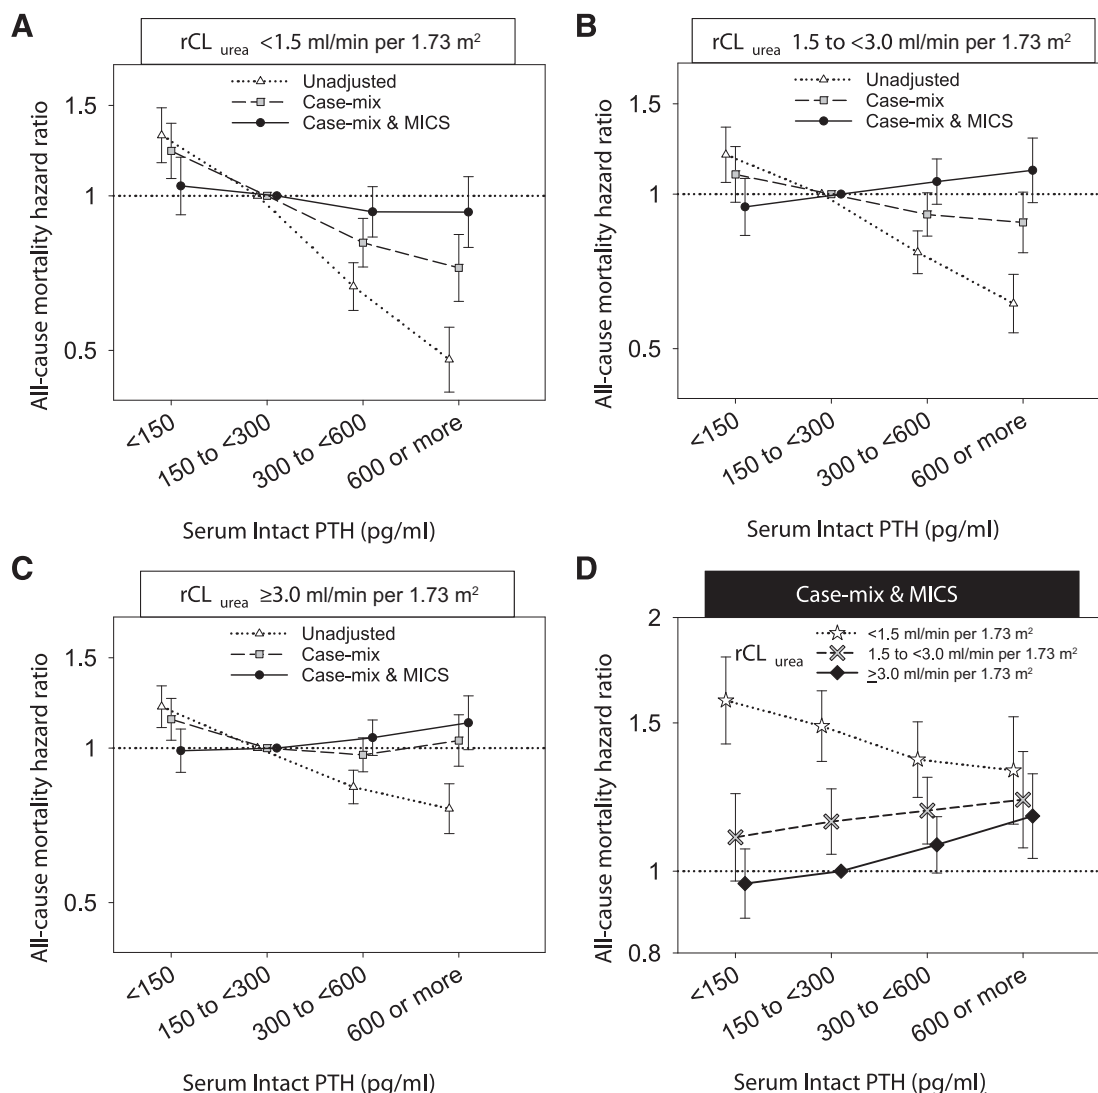 A
rCL urea <1.5 ml/min per 1.73 m²
Unadjusted
Case-mix
Case-mix & MICS
All-cause mortality hazard ratio
1.5
1
0.5
<150
150 to <300
300 to <600
600 or more
Serum Intact PTH (pg/ml)
B
rCL urea 1.5 to <3.0 ml/min per 1.73 m²
Unadjusted
Case-mix
Case-mix & MICS
All-cause mortality hazard ratio
1.5
1
0.5
<150
150 to <300
300 to <600
600 or more
Serum Intact PTH (pg/ml)
C
rCL urea ≥3.0 ml/min per 1.73 m²
Unadjusted
Case-mix
Case-mix & MICS
All-cause mortality hazard ratio
1.5
1
0.5
<150
150 to <300
300 to <600
600 or more
Serum Intact PTH (pg/ml)
D
Case-mix & MICS
rCL urea
<1.5 ml/min per 1.73 m²
1.5 to <3.0 ml/min per 1.73 m²
≥3.0 ml/min per 1.73 m²
All-cause mortality hazard ratio
2
1.5
1
0.8
<150
150 to <300
300 to <600
600 or more
Serum Intact PTH (pg/ml)